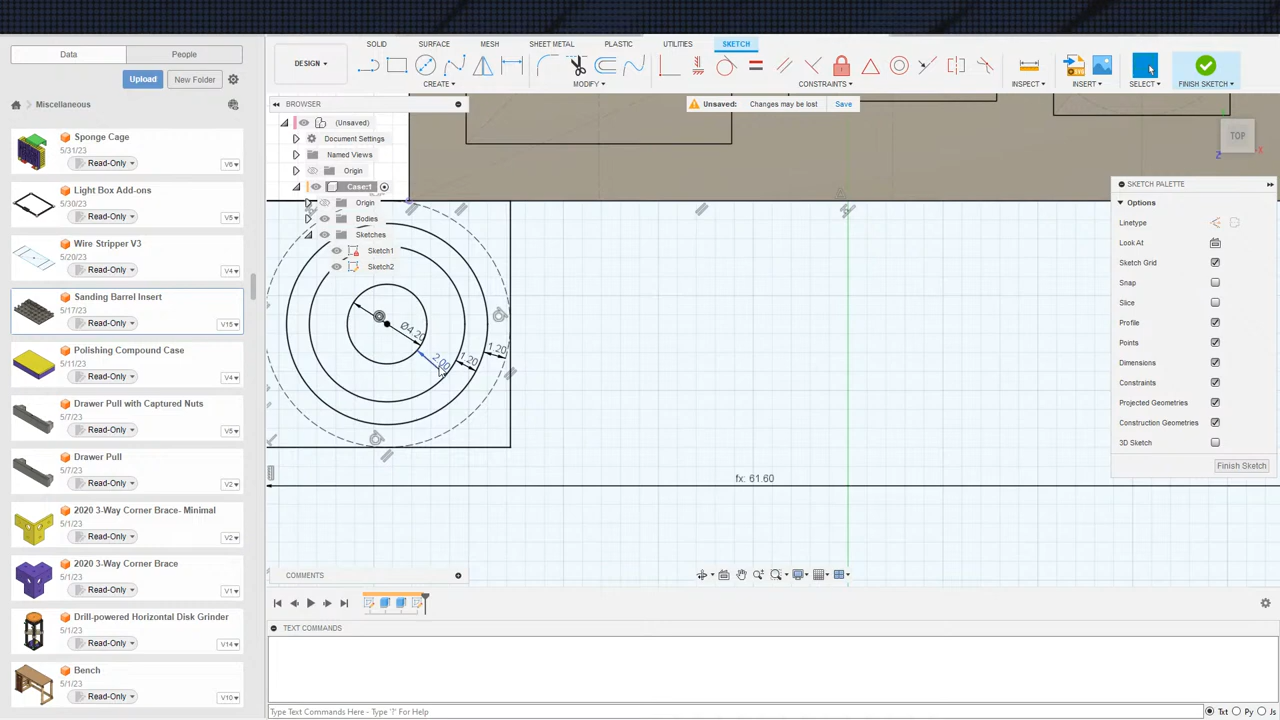 Data
People
SOLID
SURFACE
MESH
SHEET METAL
PLASTIC
UTILITIES
SKETCH
Upload
New Folder
DESIGN
CREATE
MODIFY
CONSTRAINTS
INSPECT
INSERT
SELECT
FINISH SKETCH
Miscellaneous
BROWSER
Unsaved:
Changes may be lost
Save
(Unsaved)
Document Settings
Named Views
Origin
Case:1
Origin
Bodies
Sketches
Sketch1
Sketch2
TOP
X
Z
Sponge Cage
5/31/23
Read-Only
V6
Light Box Add-ons
5/30/23
Read-Only
V5
Wire Stripper V3
5/20/23
Read-Only
V4
Sanding Barrel Insert
5/17/23
Read-Only
V15
Polishing Compound Case
5/11/23
Read-Only
V4
Drawer Pull with Captured Nuts
5/7/23
Read-Only
V5
Drawer Pull
5/7/23
Read-Only
V2
2020 3-Way Corner Brace- Minimal
5/1/23
Read-Only
V2
2020 3-Way Corner Brace
5/1/23
Read-Only
V1
Drill-powered Horizontal Disk Grinder
5/1/23
Read-Only
V14
Bench
5/1/23
Read-Only
V10
Ø4.20
2.00
1.20
1.20
fx: 61.60
SKETCH PALETTE
Options
Linetype
Look At
Sketch Grid
Snap
Slice
Profile
Points
Dimensions
Constraints
Projected Geometries
Construction Geometries
3D Sketch
Finish Sketch
COMMENTS
TEXT COMMANDS
Type Text Commands Here - Type '?' For Help
Txt
Py
Js